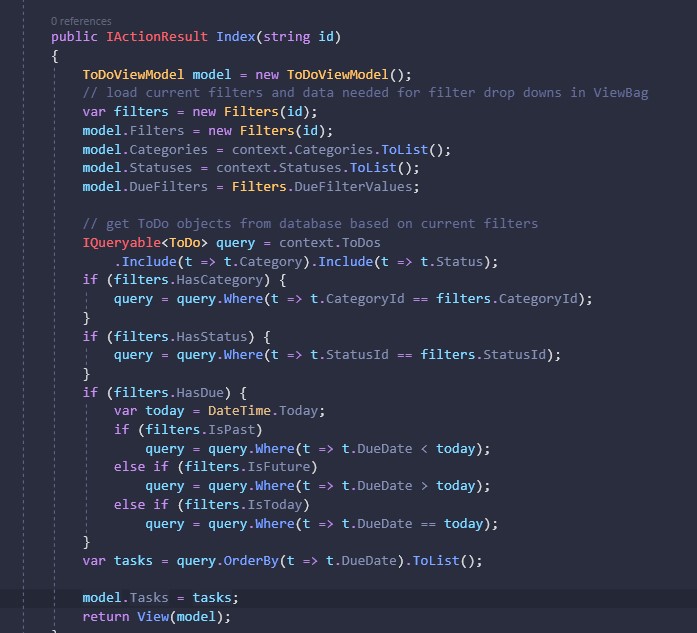 0 references
public IActionResult Index(string id)
{
    ToDoViewModel model = new ToDoViewModel();
    // load current filters and data needed for filter drop downs in ViewBag
    var filters = new Filters(id);
    model.Filters = new Filters(id);
    model.Categories = context.Categories.ToList();
    model.Statuses = context.Statuses.ToList();
    model.DueFilters = Filters.DueFilterValues;

    // get ToDo objects from database based on current filters
    IQueryable<ToDo> query = context.ToDos
        .Include(t => t.Category).Include(t => t.Status);
    if (filters.HasCategory) {
        query = query.Where(t => t.CategoryId == filters.CategoryId);
    }
    if (filters.HasStatus) {
        query = query.Where(t => t.StatusId == filters.StatusId);
    }
    if (filters.HasDue) {
        var today = DateTime.Today;
        if (filters.IsPast)
            query = query.Where(t => t.DueDate < today);
        else if (filters.IsFuture)
            query = query.Where(t => t.DueDate > today);
        else if (filters.IsToday)
            query = query.Where(t => t.DueDate == today);
    }
    var tasks = query.OrderBy(t => t.DueDate).ToList();

    model.Tasks = tasks;
    return View(model);
}